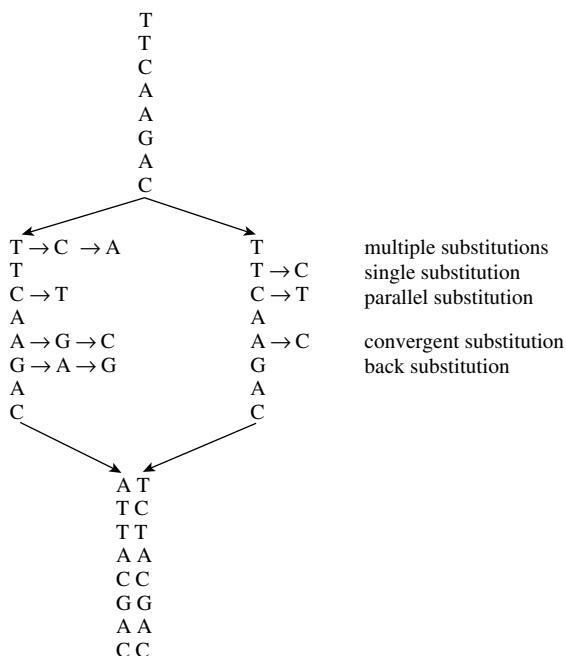 T
T
C
A
A
G
A
C
T → C → A T multiple substitutions
T T → C single substitution
C → T C → T parallel substitution
A A
A → G → C A → C convergent substitution
G → A → G G back substitution
A A
C C
A T
T C
T T
A A
C C
G G
A A
C C